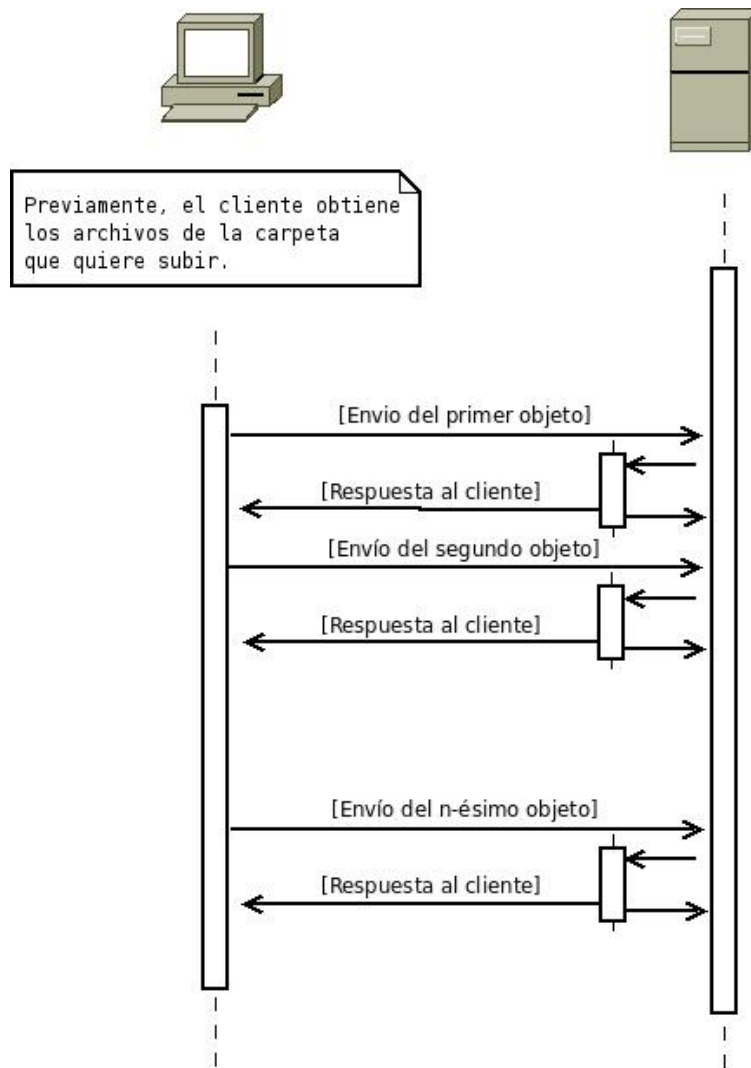 Previamente, el cliente obtiene
los archivos de la carpeta
que quiere subir.
[Envio del primer objeto]
[Respuesta al cliente]
[Envío del segundo objeto]
[Respuesta al cliente]
[Envío del n-ésimo objeto]
[Respuesta al cliente]